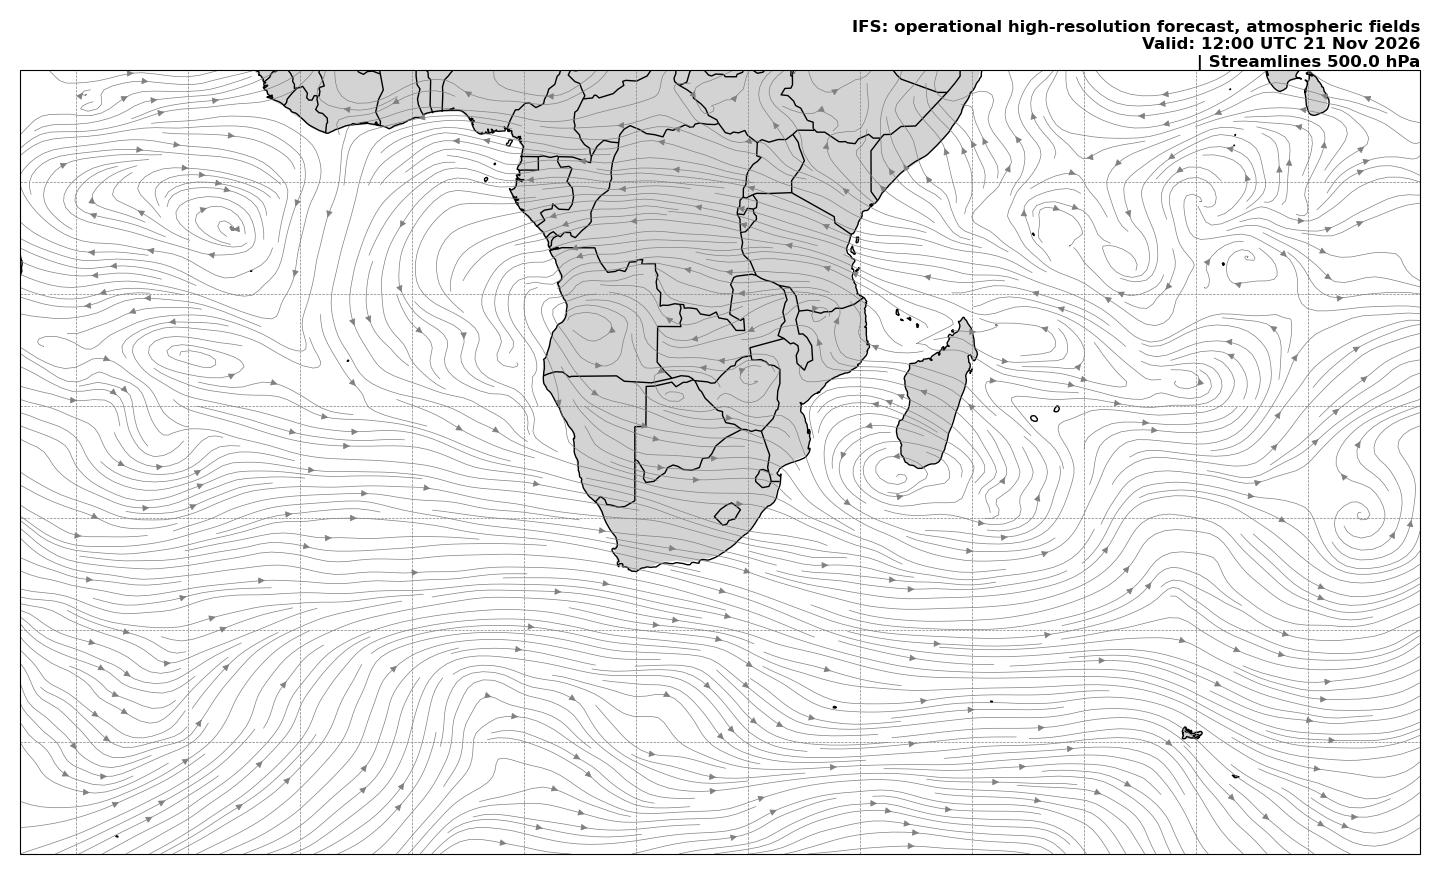 IFS: operational high-resolution forecast, atmospheric fields
Valid: 12:00 UTC 21 Nov 2026
| Streamlines 500.0 hPa